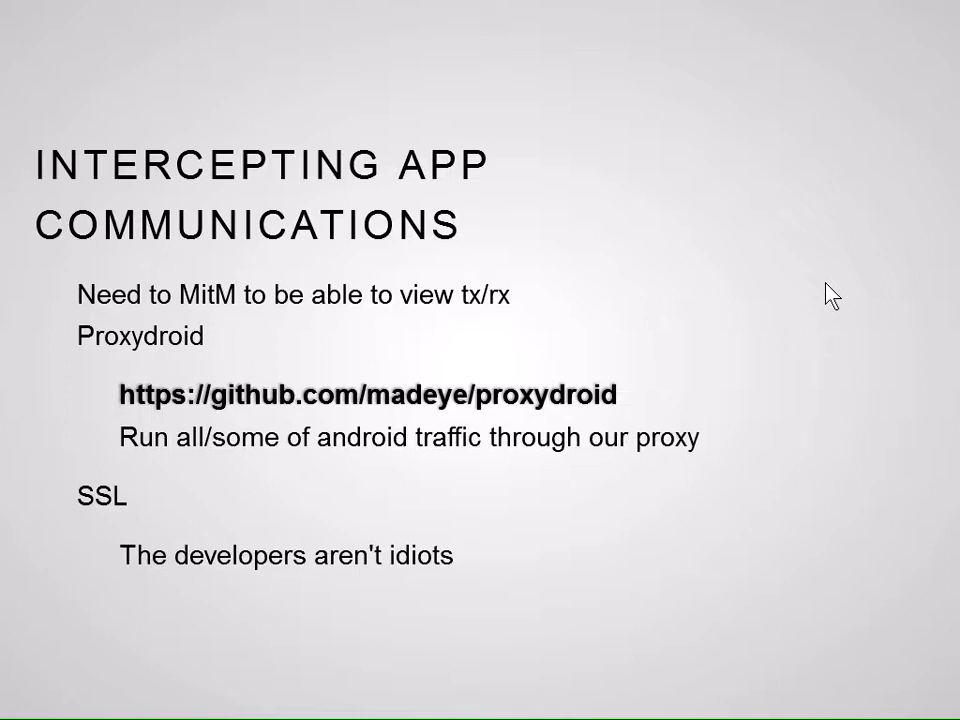 INTERCEPTING APP
COMMUNICATIONS
Need to MitM to be able to view tx/rx
Proxydroid
https://github.com/madeye/proxydroid
Run all/some of android traffic through our proxy
SSL
The developers aren't idiots